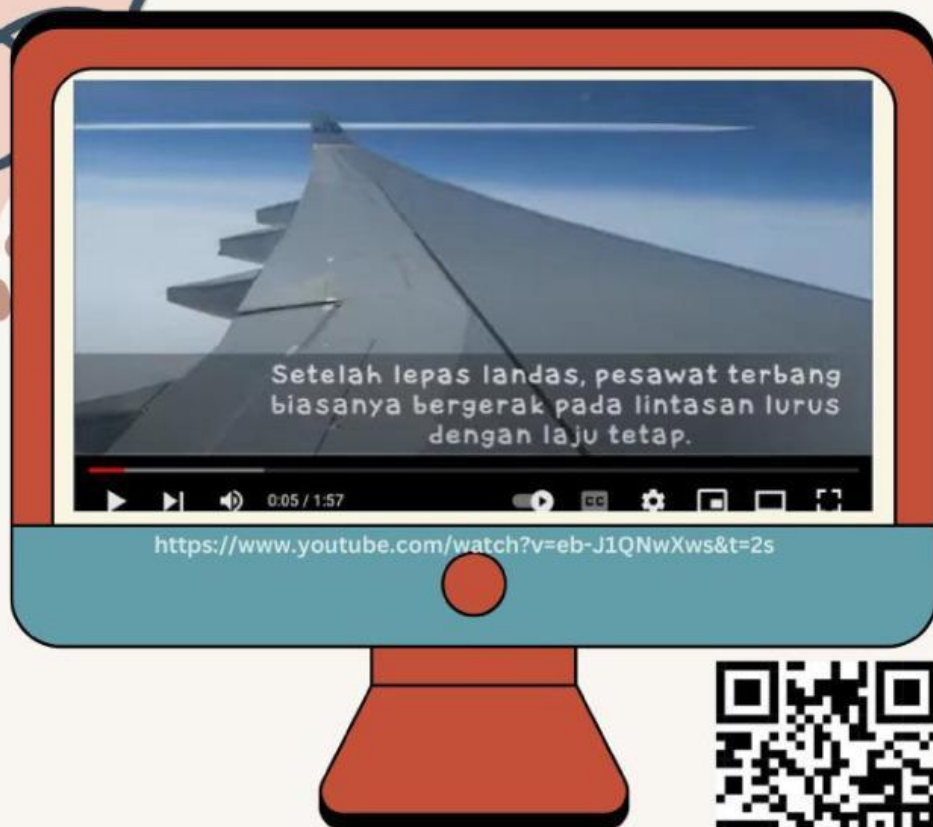 Setelah lepas landas, pesawat terbang
biasanya bergerak pada lintasan lurus
dengan laju tetap.
0:05 / 1:57
CC
https://www.youtube.com/watch?v=eb-J1QNwXws&t=2s